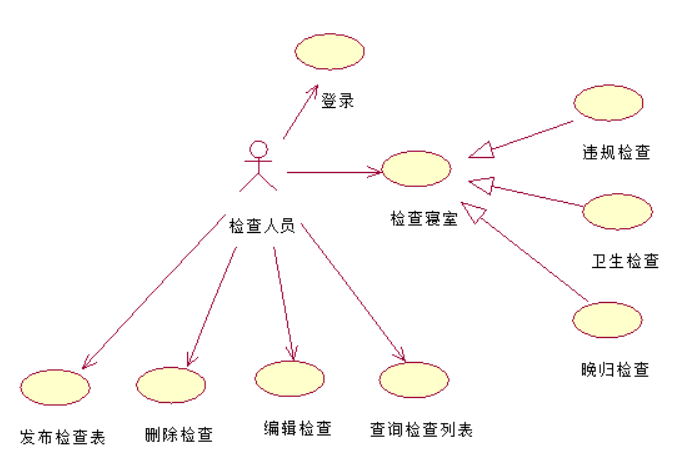 登录
违规检查
检查寝室
检查人员
卫生检查
晚归检查
发布检查表
删除检查
编辑检查
查询检查列表